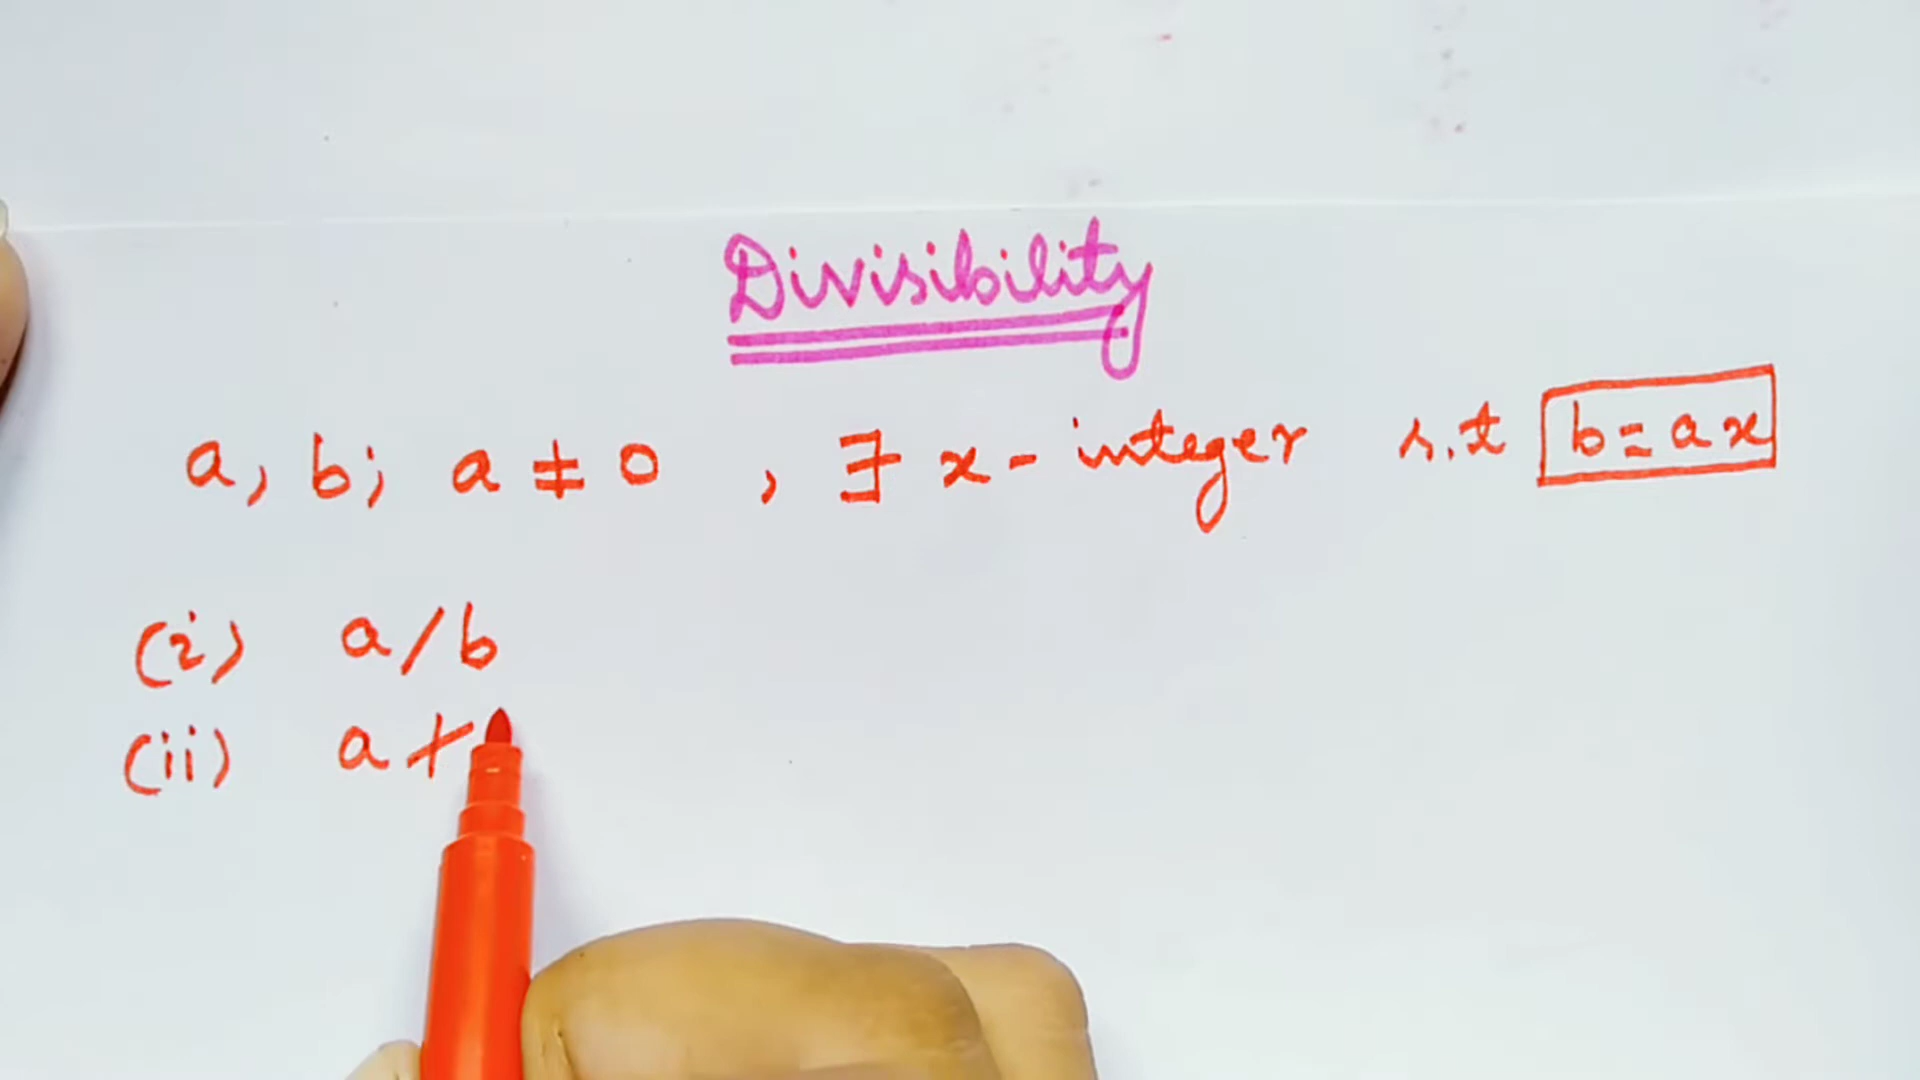 Divisibility
a, b; a ≠ 0 , ∃ x - integer s.t b = ax
(i) a/b
(ii) a ∤